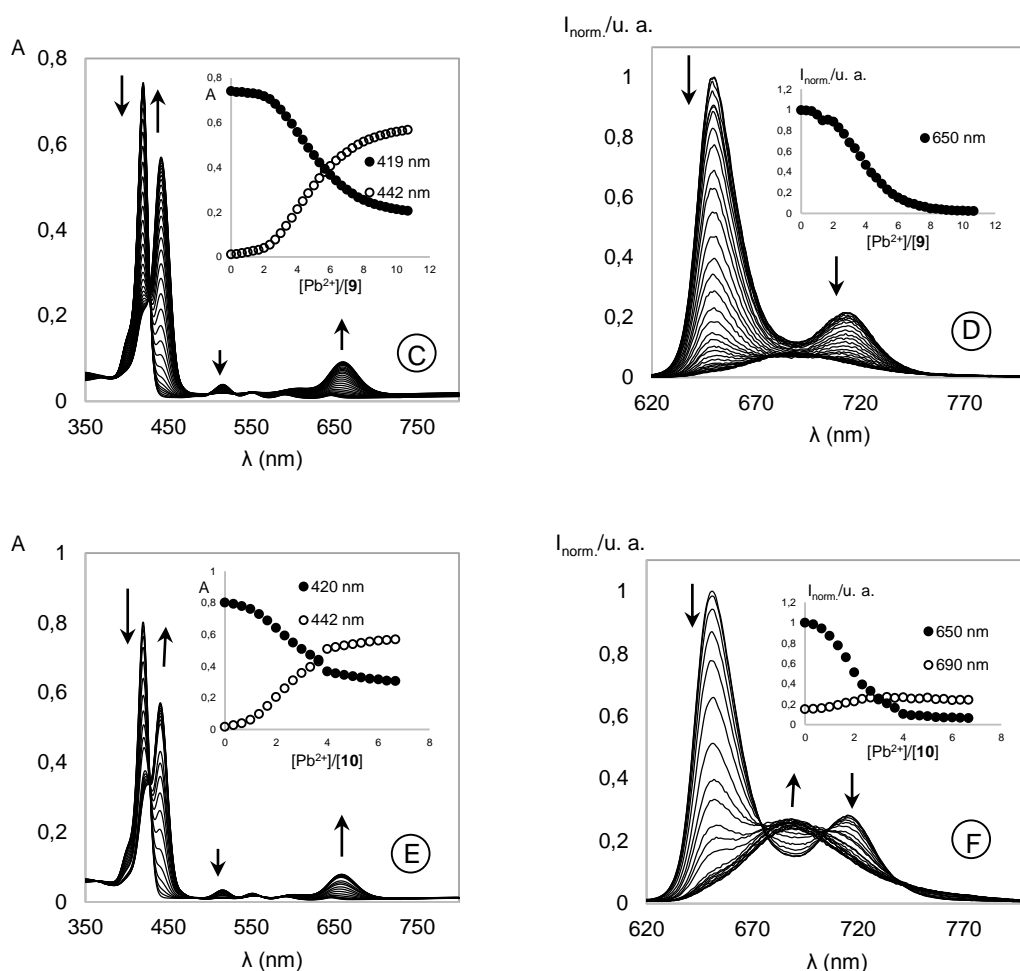 A
0,8
0,6
0,4
0,2
0
350 450 550 650 750
λ (nm)
A
0,8
0,6
0,4
0,2
0
0 2 4 6 8 10 12
[Pb²⁺]/[9]
419 nm
442 nm
C
I norm./u. a.
1
0,8
0,6
0,4
0,2
0
620 670 720 770
λ (nm)
I norm./u. a.
1,2
1
0,8
0,6
0,4
0,2
0
0 2 4 6 8 10 12
[Pb²⁺]/[9]
650 nm
D
A
1
0,8
0,6
0,4
0,2
0
350 450 550 650 750
λ (nm)
A
1
0,8
0,6
0,4
0,2
0
0 2 4 6 8
[Pb²⁺]/[10]
420 nm
442 nm
E
I norm./u. a.
1
0,8
0,6
0,4
0,2
0
620 670 720 770
λ (nm)
I norm./u. a.
1,2
1
0,8
0,6
0,4
0,2
0
0 2 4 6 8
[Pb²⁺]/[10]
650 nm
690 nm
F